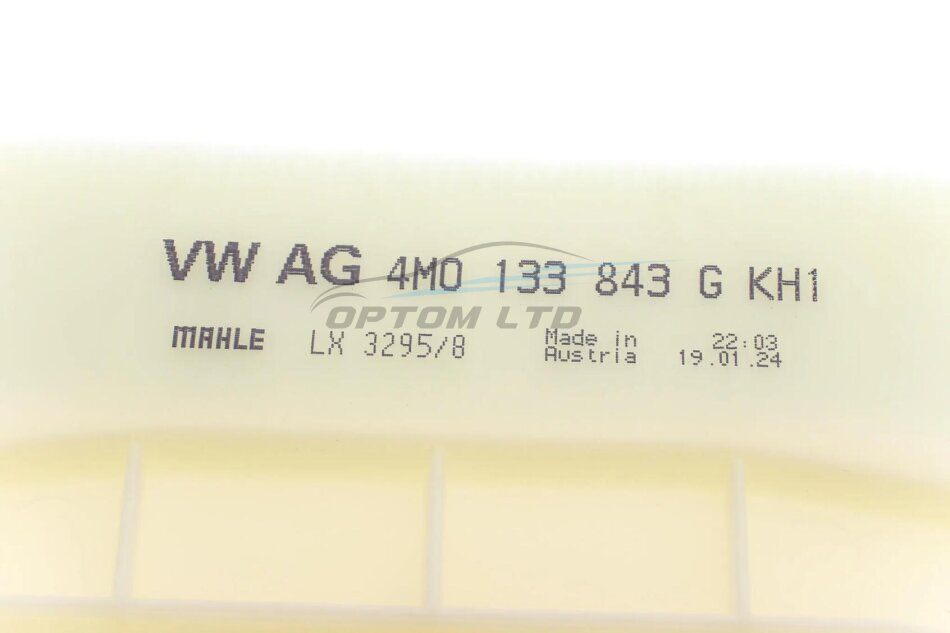 VW AG 4M0 133 843 G KH1
OPTOM LTD
MAHLE LX 3295/8 Made in 22:03
Austria 19.01.24